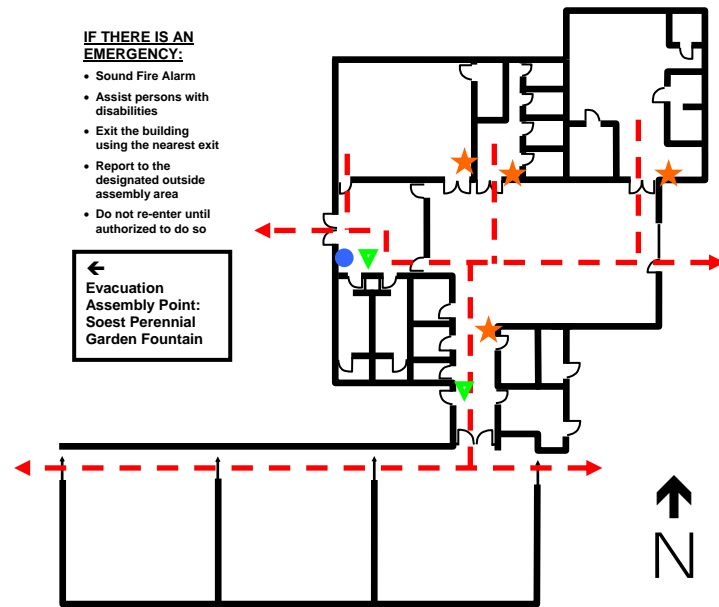 IF THERE IS AN
EMERGENCY:
• Sound Fire Alarm
• Assist persons with
disabilities
• Exit the building
using the nearest exit
• Report to the
designated outside
assembly area
• Do not re-enter until
authorized to do so
←
Evacuation
Assembly Point:
Soest Perennial
Garden Fountain
N